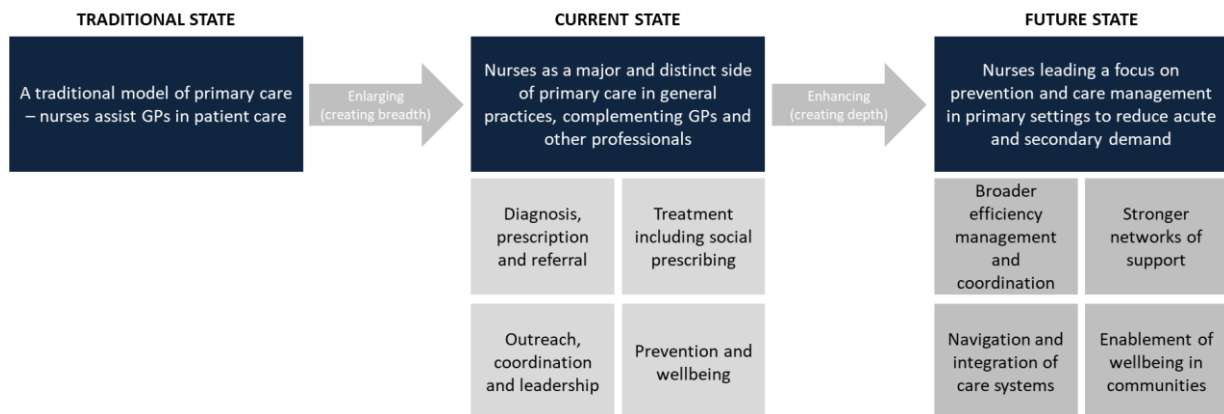 TRADITIONAL STATE
A traditional model of primary care
– nurses assist GPs in patient care
Enlarging
(creating breadth)
CURRENT STATE
Nurses as a major and distinct side
of primary care in general
practices, complementing GPs and
other professionals
Diagnosis,
prescription
and referral
Treatment
including social
prescribing
Outreach,
coordination
and leadership
Prevention and
wellbeing
Enhancing
(creating depth)
FUTURE STATE
Nurses leading a focus on
prevention and care management
in primary settings to reduce acute
and secondary demand
Broader
efficiency
management
and
coordination
Stronger
networks of
support
Navigation and
integration of
care systems
Enablement of
wellbeing in
communities